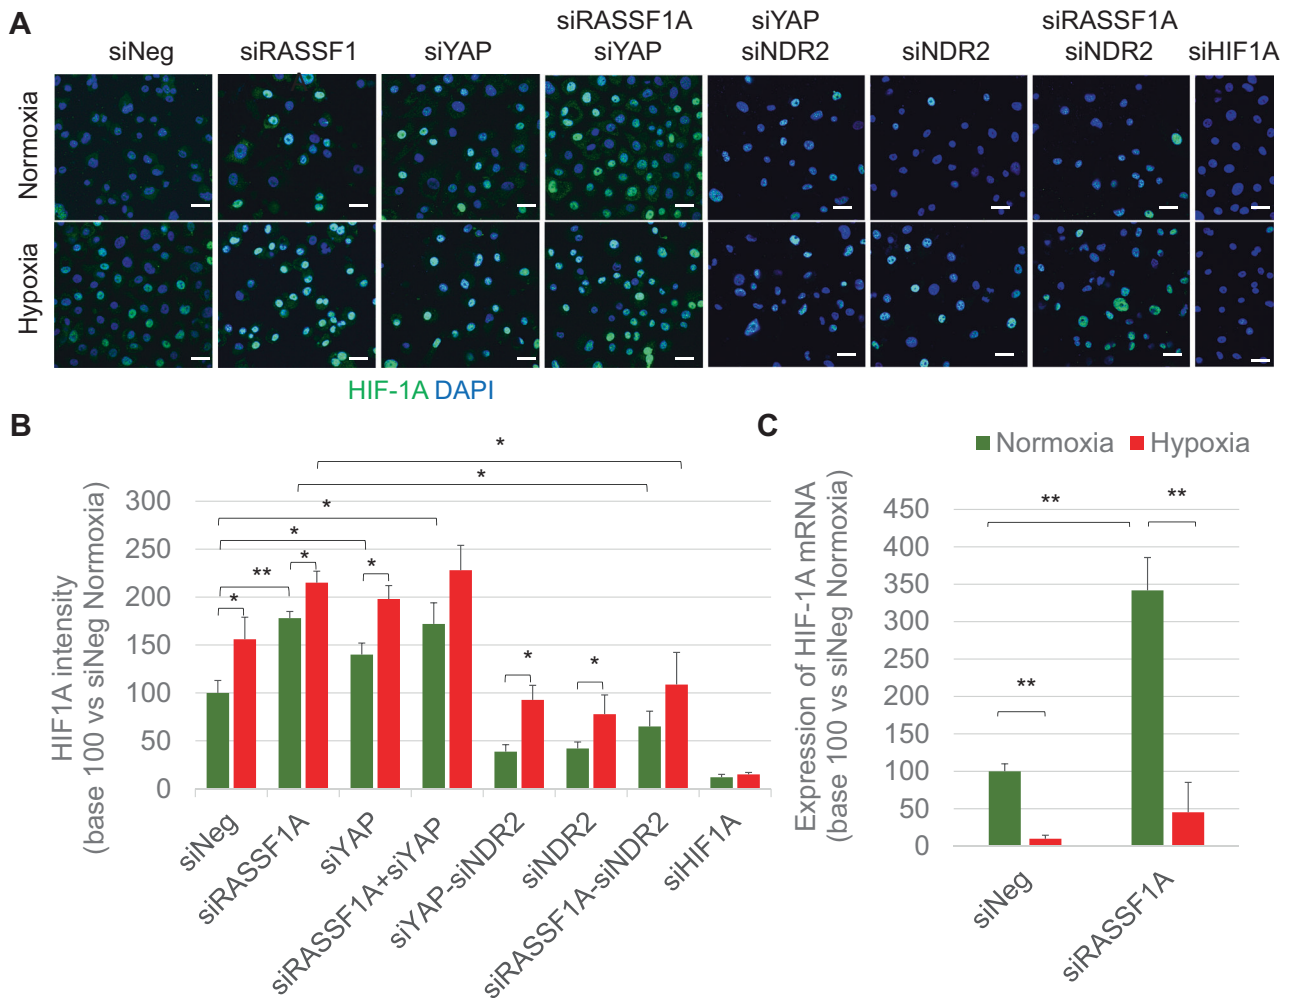 A
siNeg
siRASSF1
siYAP
siRASSF1A
siYAP
siYAP
siNDR2
siNDR2
siRASSF1A
siNDR2
siHIF1A
Normoxia
Hypoxia
HIF-1A DAPI
B
HIF1A intensity
(base 100 vs siNeg Normoxia)
300
250
200
150
100
50
0
*
*
*
*
**
*
*
*
*
*
siNeg
siRASSF1A
siYAP
siRASSF1A+siYAP
siYAP-siNDR2
siNDR2
siRASSF1A-siNDR2
siHIF1A
C
Normoxia
Hypoxia
Expression of HIF-1A mRNA
(base 100 vs siNeg Normoxia)
450
400
350
300
250
200
150
100
50
0
**
**
**
siNeg
siRASSF1A